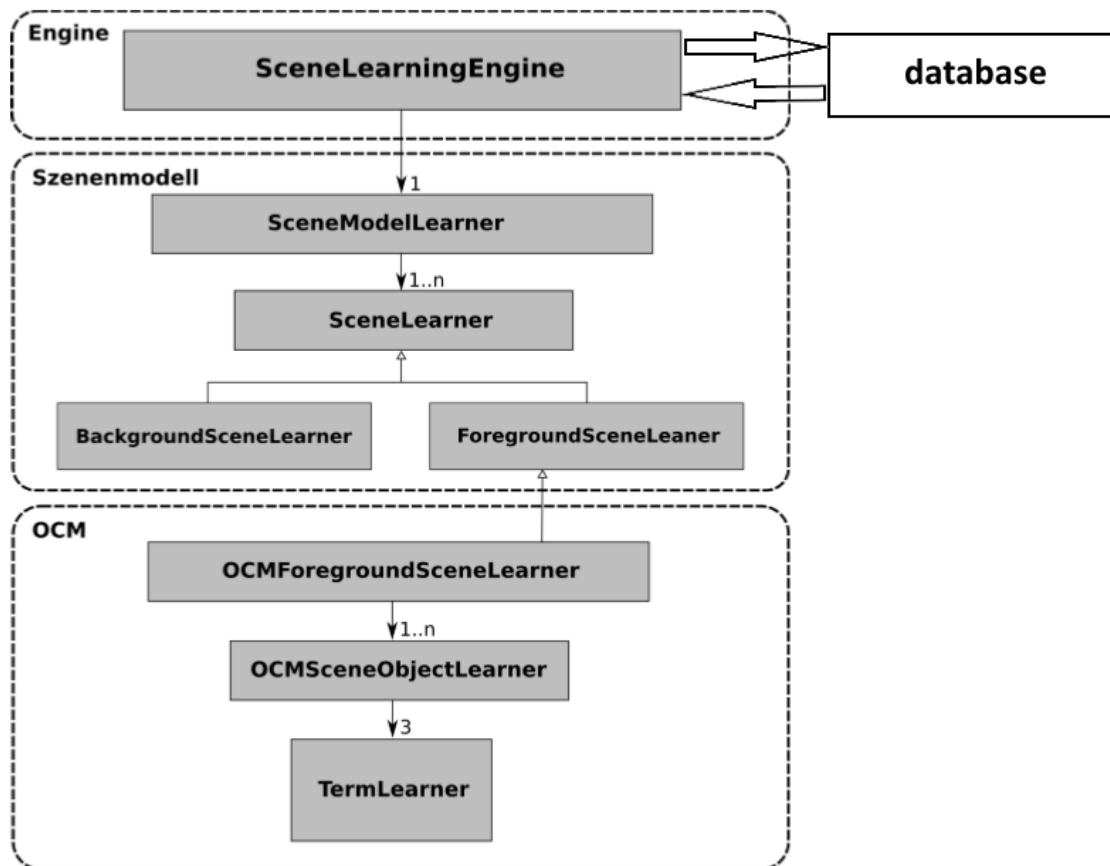 Engine
SceneLearningEngine
database
Szenenmodell
1
SceneModelLearner
1..n
SceneLearner
BackgroundSceneLearner
ForegroundSceneLeaner
OCM
OCMForegroundSceneLearner
1..n
OCMSceneObjectLearner
3
TermLearner